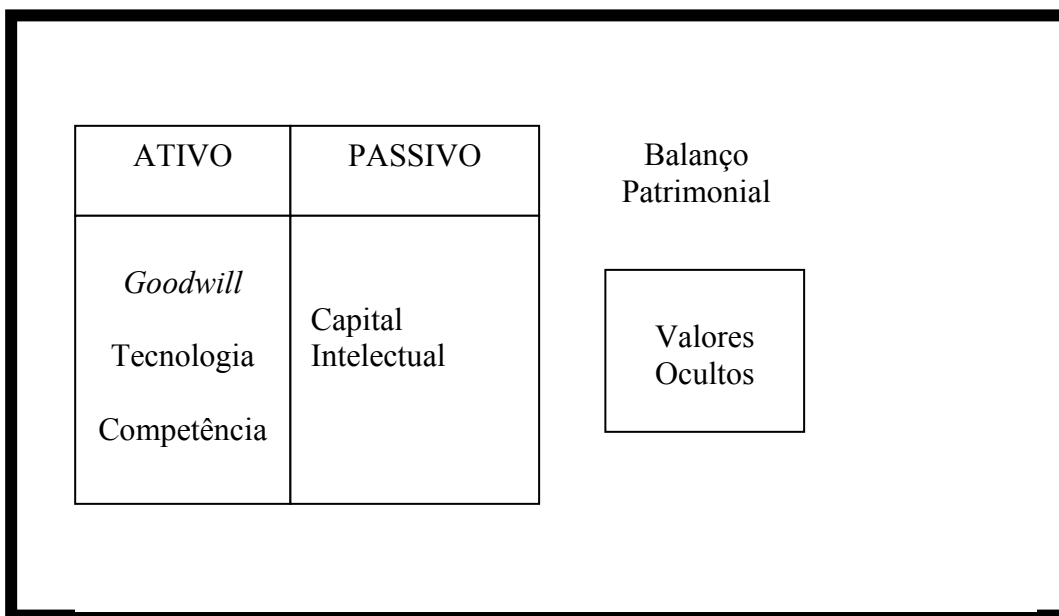 ATIVO
PASSIVO
Balanço
Patrimonial
Goodwill
Tecnologia
Competência
Capital
Intelectual
Valores
Ocultos